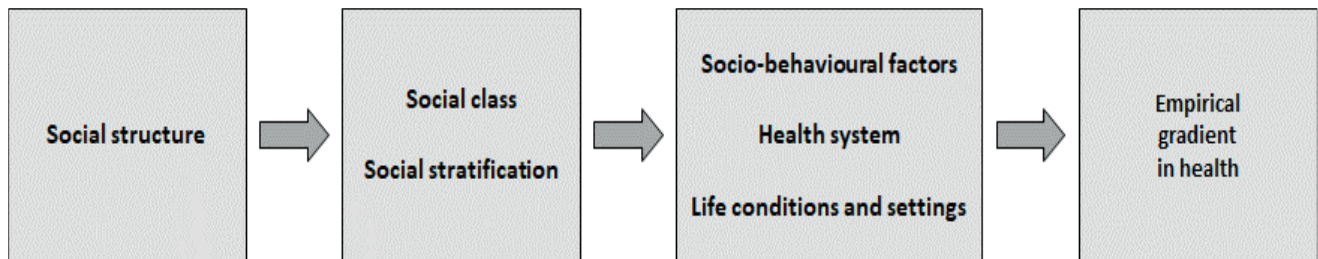 Social structure
Social class
Social stratification
Socio-behavioural factors
Health system
Life conditions and settings
Empirical
gradient
in health